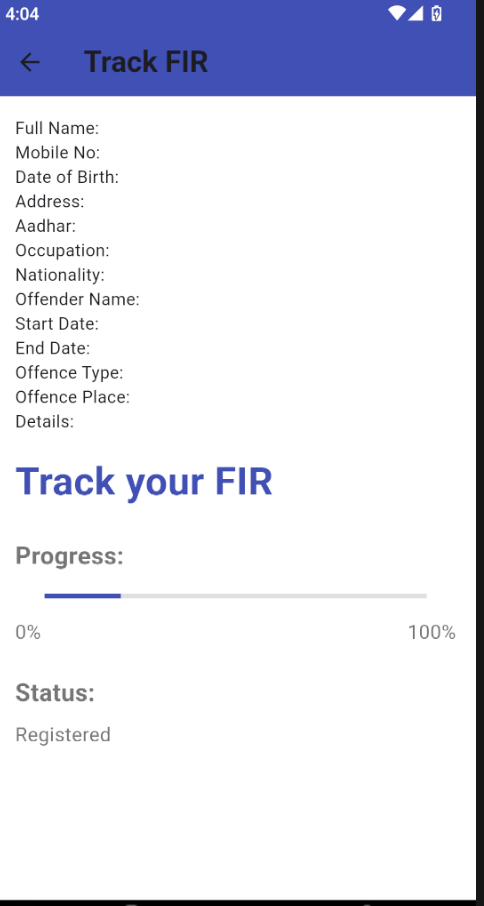 4:04
Track FIR
Full Name:
Mobile No:
Date of Birth:
Address:
Aadhar:
Occupation:
Nationality:
Offender Name:
Start Date:
End Date:
Offence Type:
Offence Place:
Details:
Track your FIR
Progress:
0% 100%
Status:
Registered